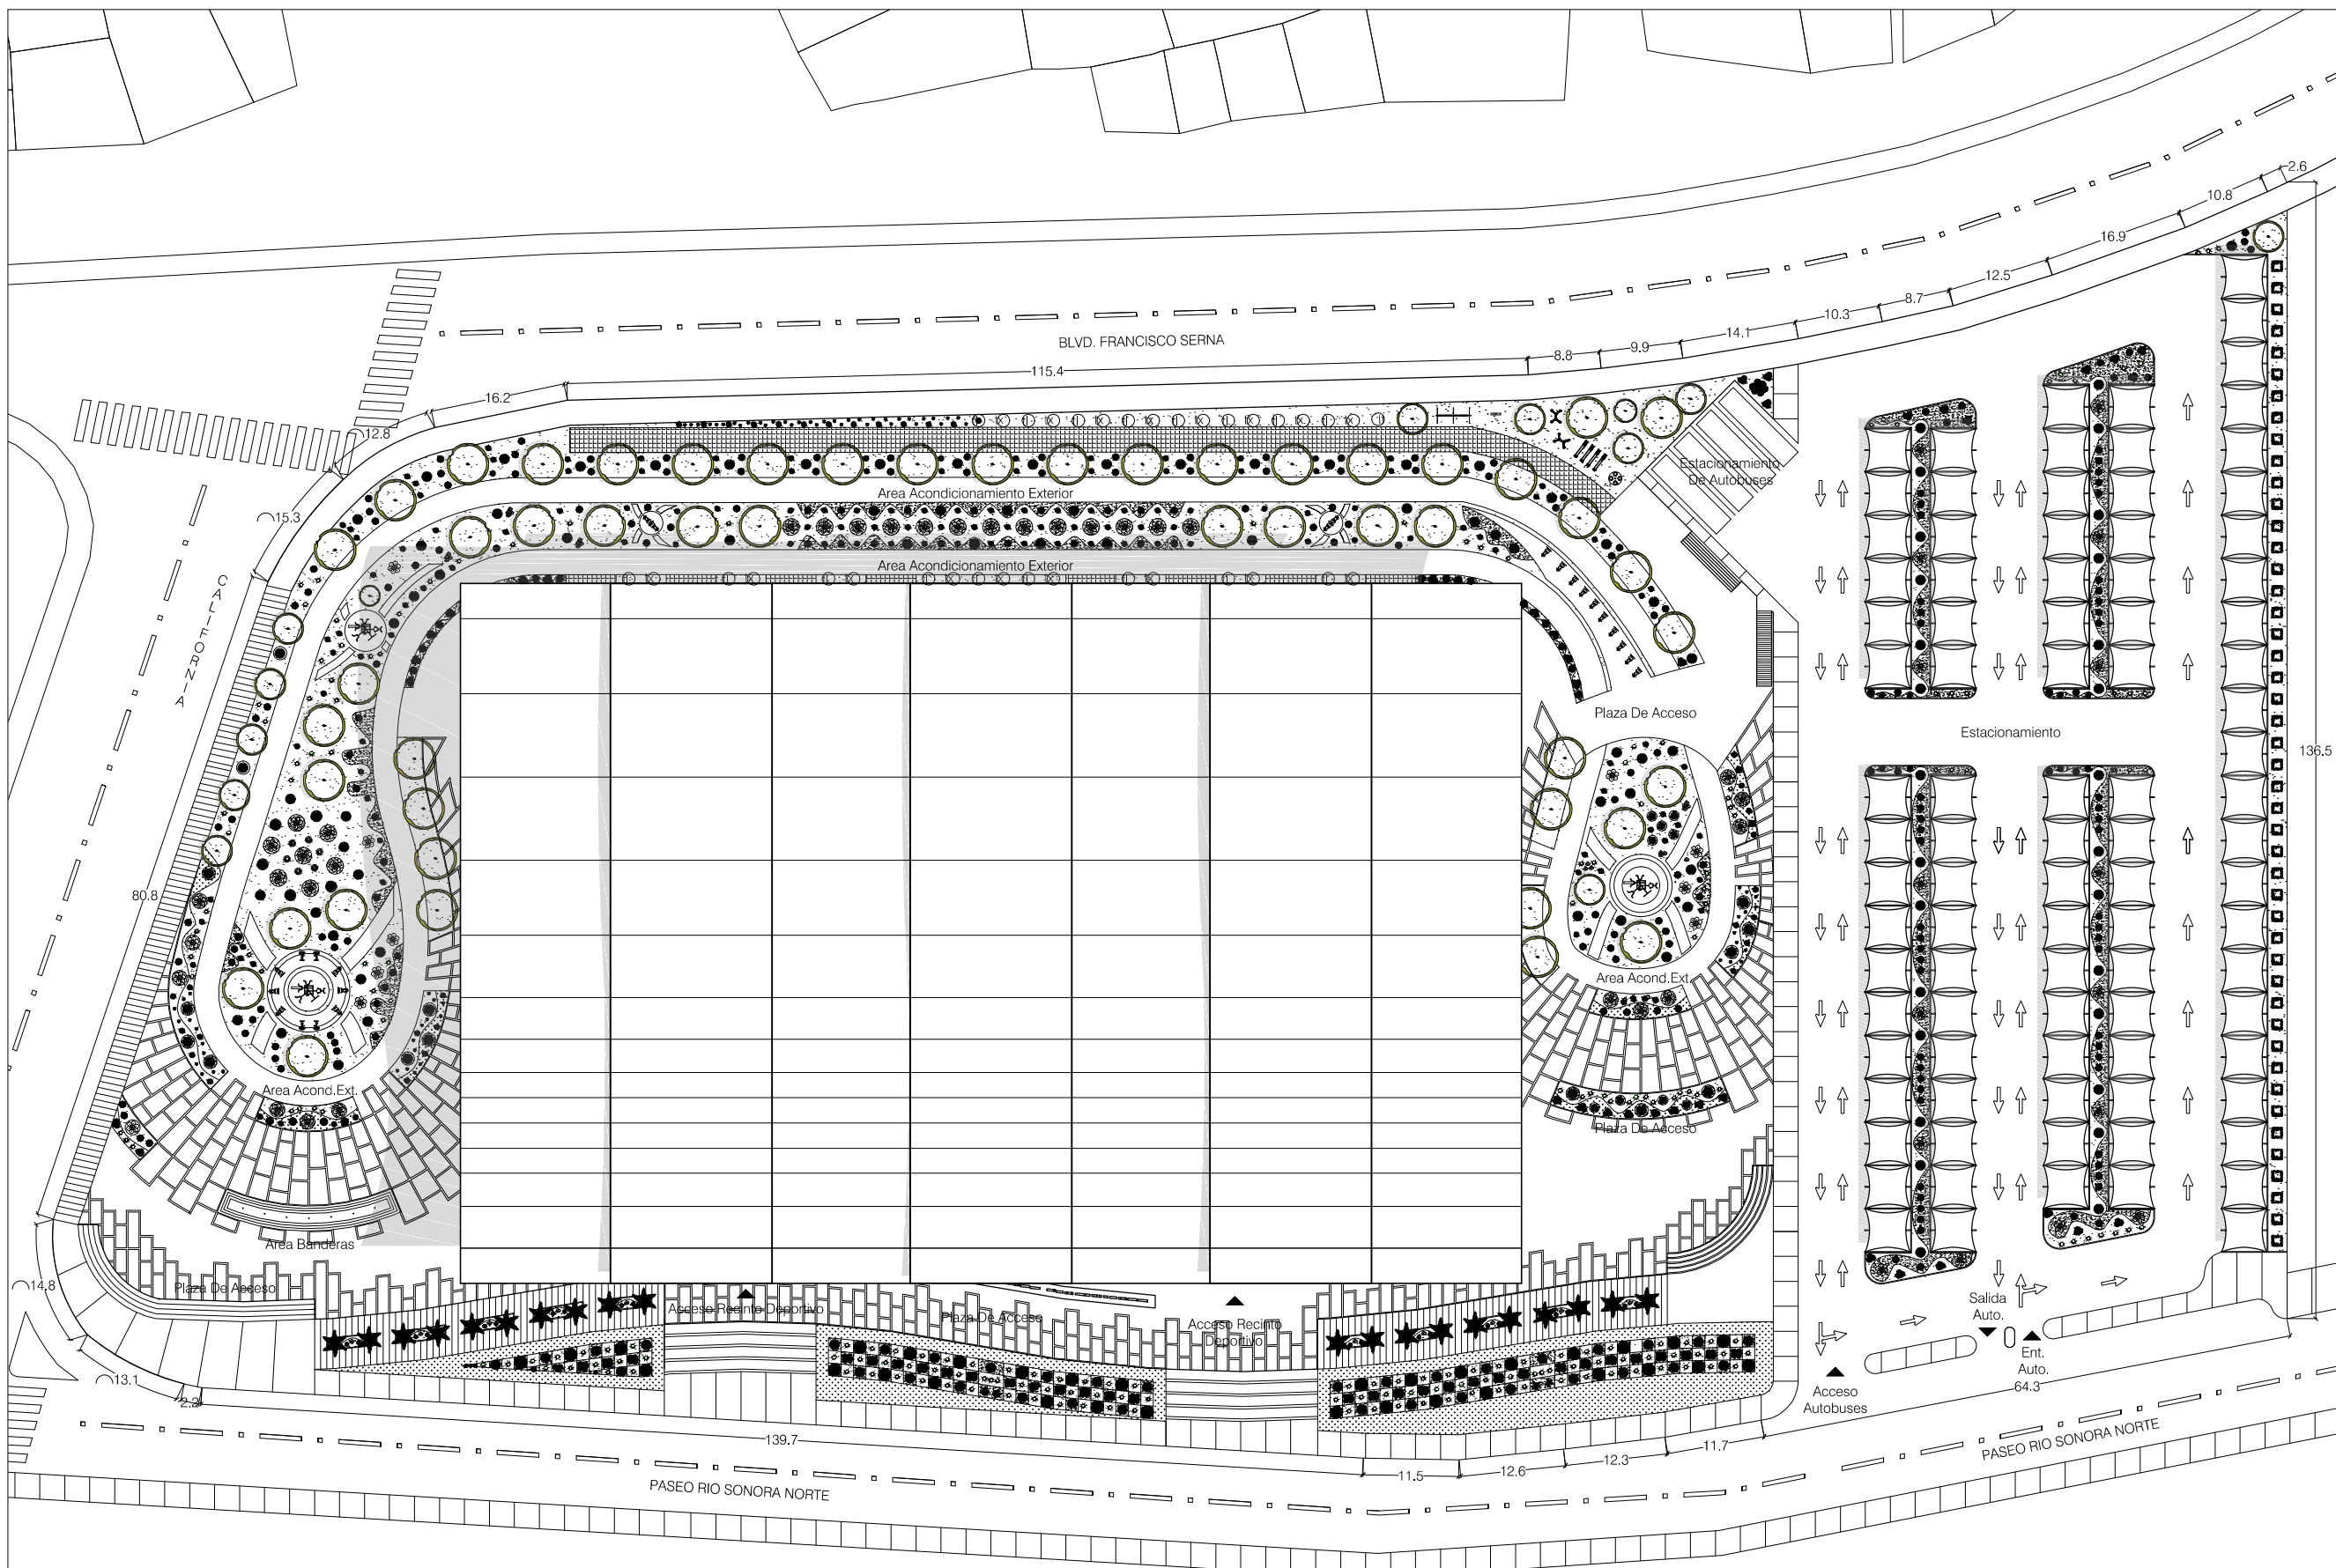 2.6
10.8
16.9
12.5
8.7
10.3
14.1
9.9
8.8
BLVD. FRANCISCO SERNA
115.4
16.2
12.8
15.3
Estacionamiento
De Autobuses
Area Acondicionamiento Exterior
Area Acondicionamiento Exterior
CALIFORNIA
Plaza De Acceso
Estacionamiento
136.5
80.8
Area Acond.Ext.
Area Acond.Ext.
Plaza De Acceso
Area Banderas
Plaza De Acceso
14.8
Acceso Recinto Deportivo
Plaza De Acceso
Acceso Recinto
Deportivo
Salida
Auto.
Ent.
Auto.
Acceso
Autobuses
64.3
13.1
2.2
139.7
11.5
12.6
12.3
11.7
PASEO RIO SONORA NORTE
PASEO RIO SONORA NORTE